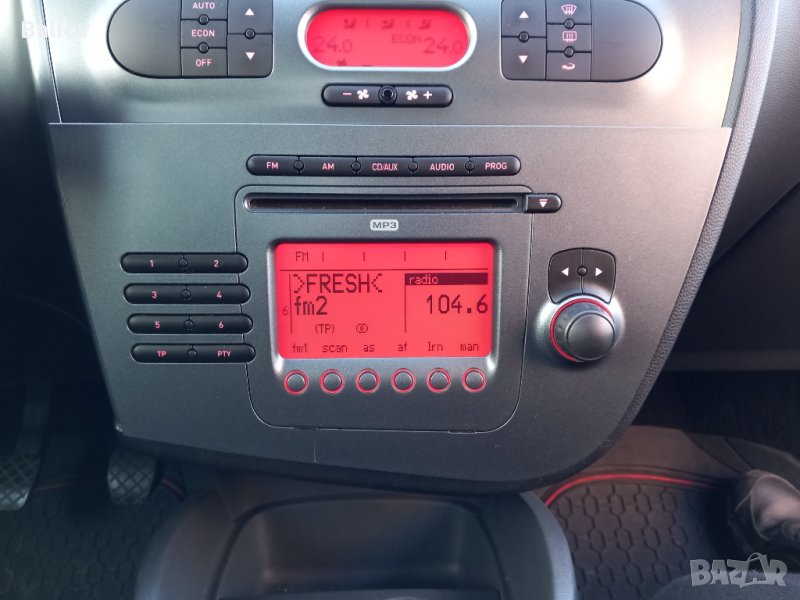 AUTO
ECON
OFF
24.0 ECON 24.0
- +
FM AM CD/AUX AUDIO PROG
MP3
1 2
3 4
5 6
TP PTY
FM
>FRESH< radio
6 fm2 104.6
(TP)
fm1 scan as af lrn man
BAZAR